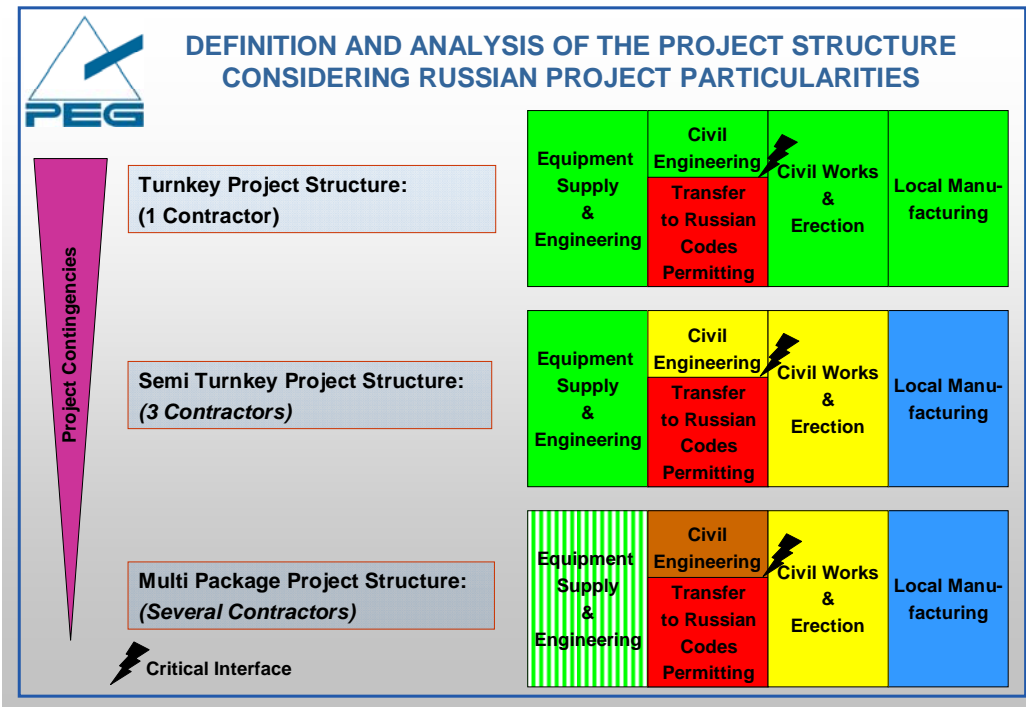 DEFINITION AND ANALYSIS OF THE PROJECT STRUCTURE
CONSIDERING RUSSIAN PROJECT PARTICULARITIES
PEG
Project Contingencies
Turnkey Project Structure:
(1 Contractor)
Equipment
Supply
&
Engineering
Civil
Engineering
Transfer
to Russian
Codes
Permitting
Civil Works
&
Erection
Local Manu-
facturing
Semi Turnkey Project Structure:
(3 Contractors)
Equipment
Supply
&
Engineering
Civil
Engineering
Transfer
to Russian
Codes
Permitting
Civil Works
&
Erection
Local Manu-
facturing
Multi Package Project Structure:
(Several Contractors)
Equipment
Supply
&
Engineering
Civil
Engineering
Transfer
to Russian
Codes
Permitting
Civil Works
&
Erection
Local Manu-
facturing
Critical Interface